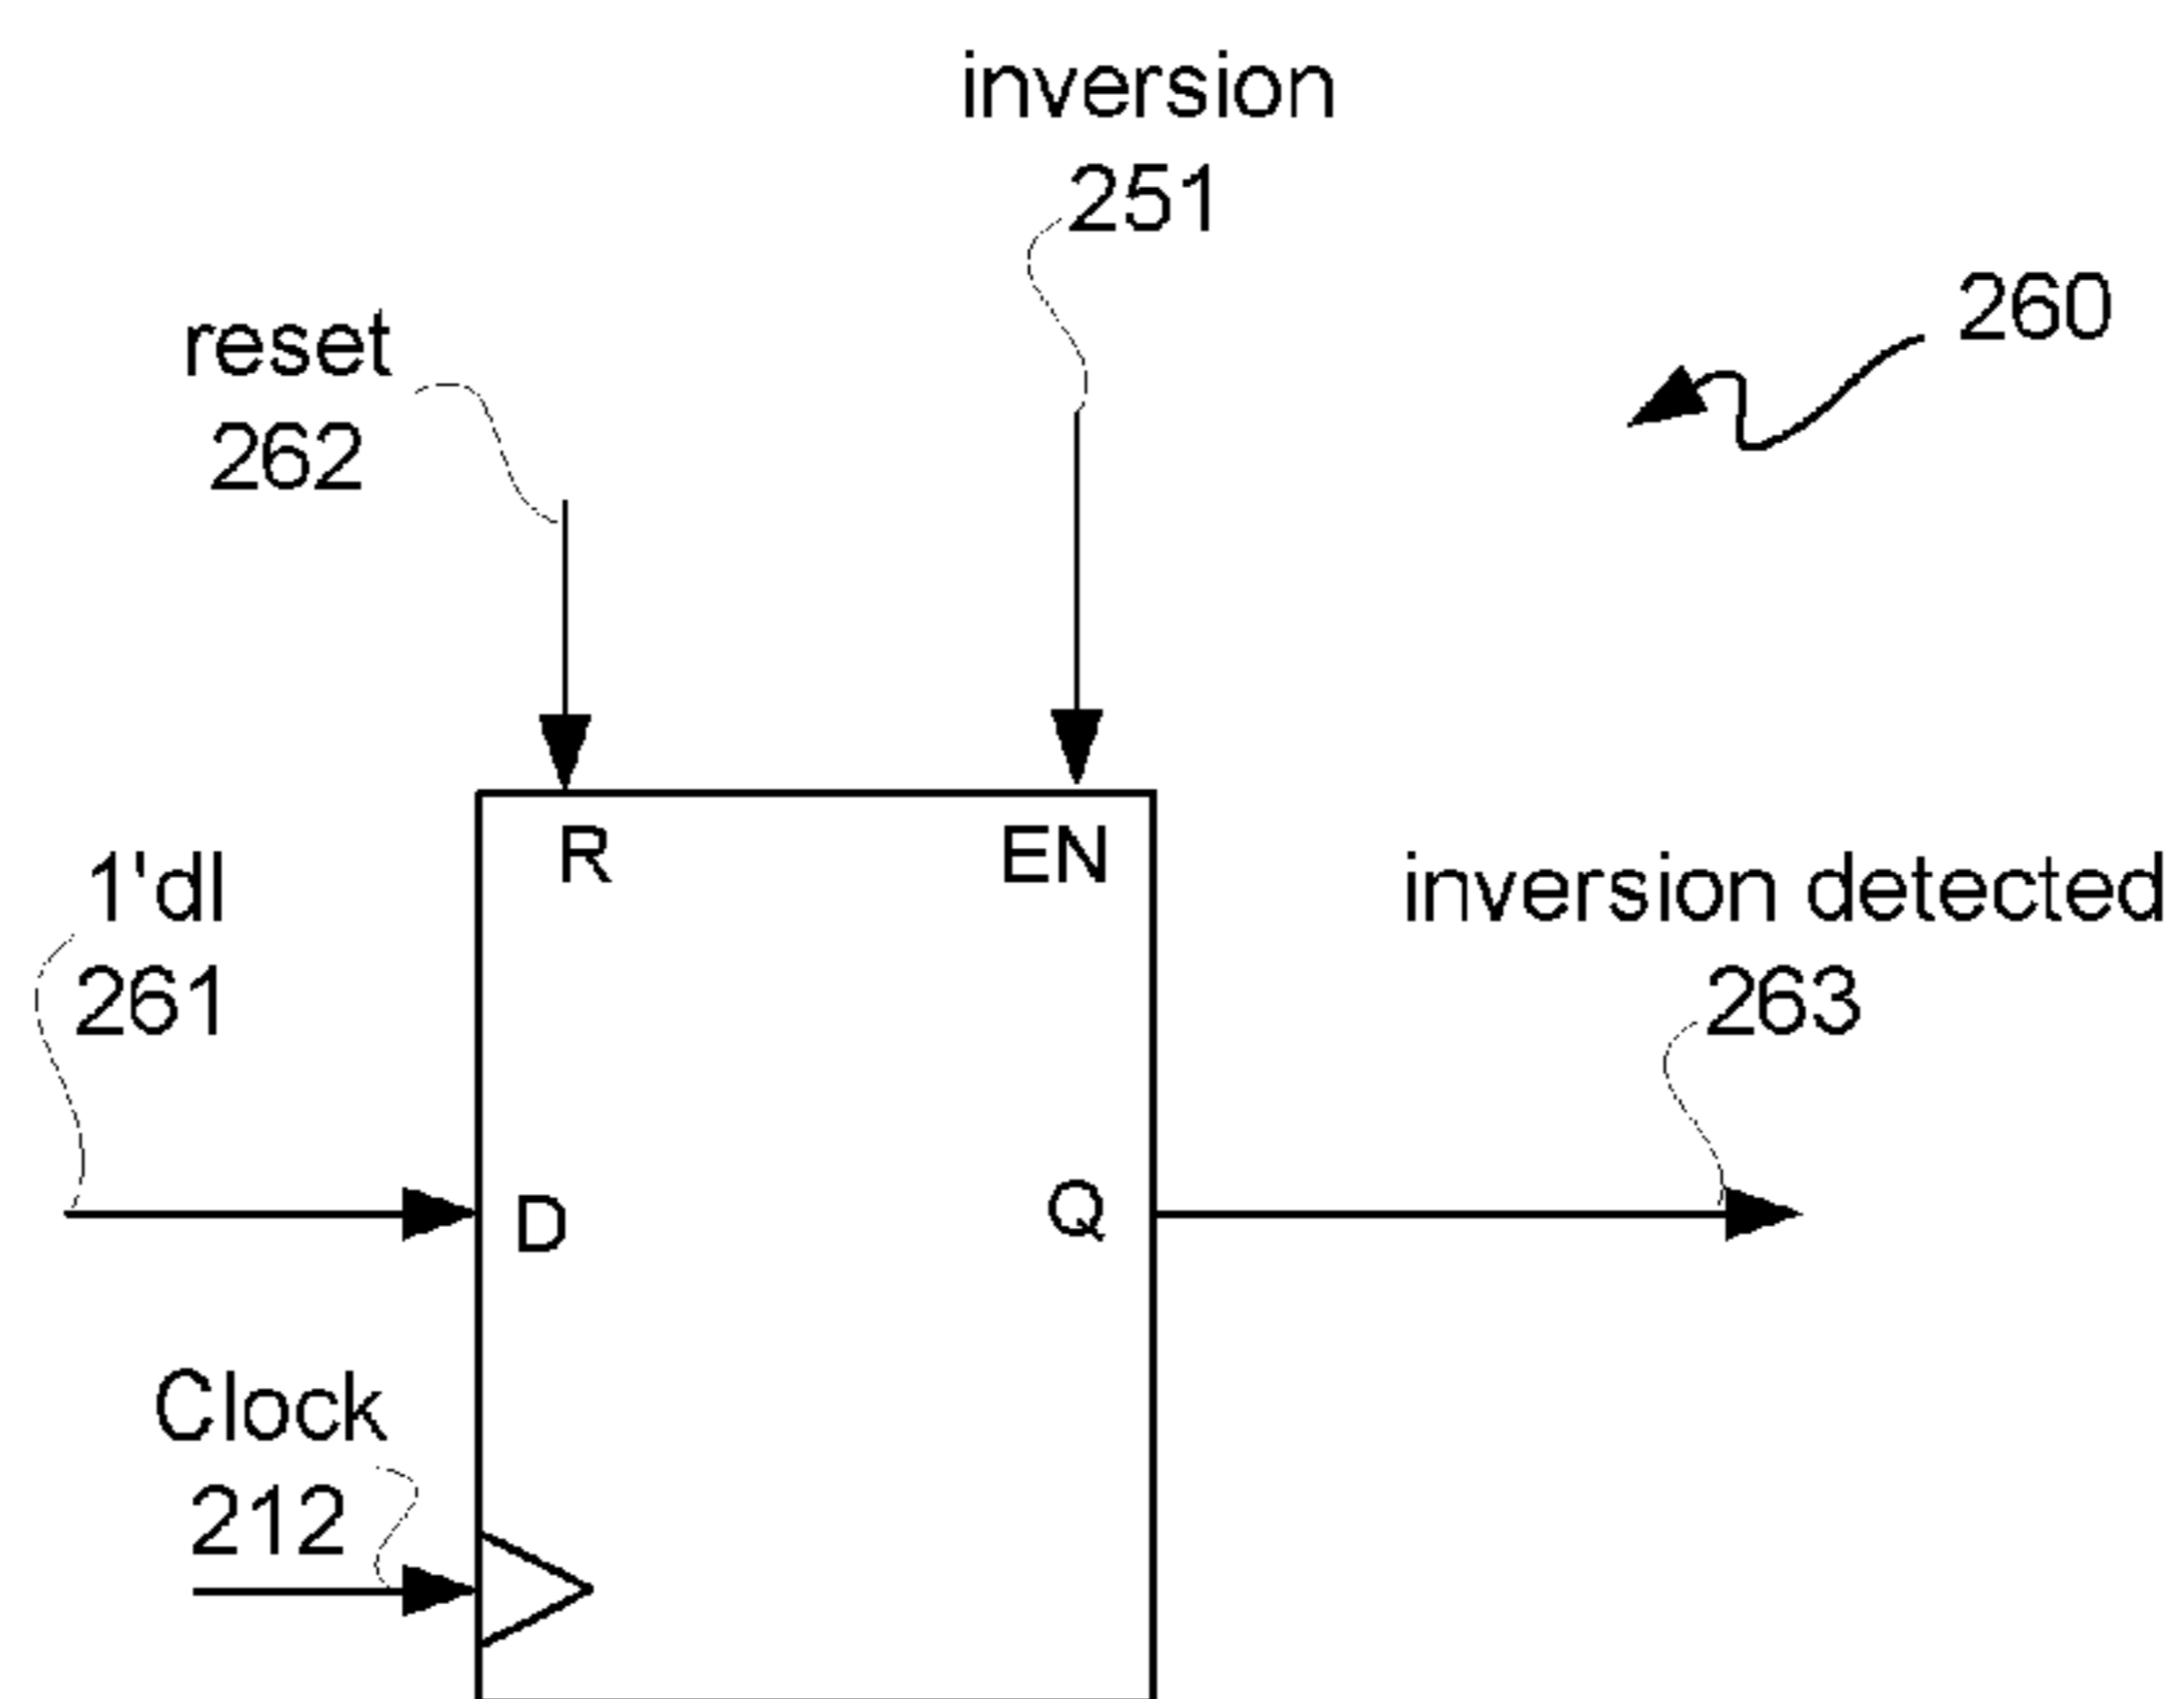 inversion
251
260
reset
262
R
EN
1'dl
261
inversion detected
263
D
Q
Clock
212